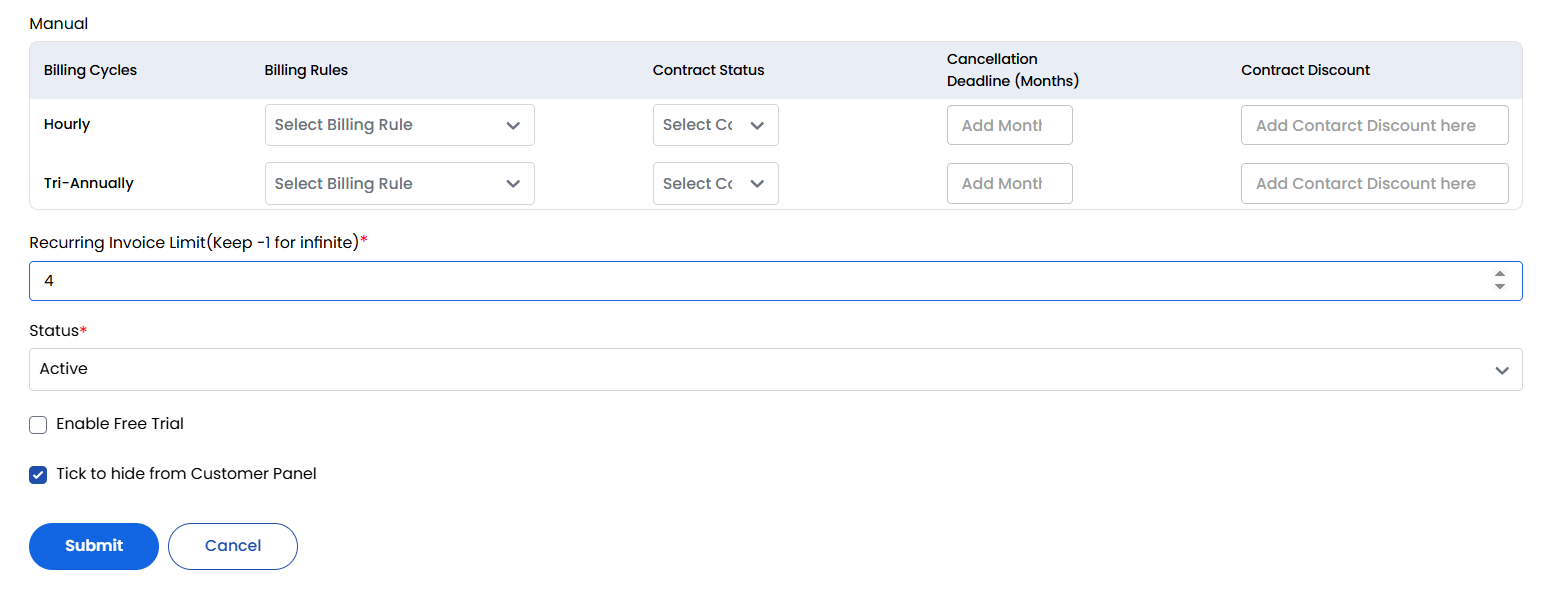 Manual
Billing Cycles Billing Rules Contract Status Cancellation Deadline (Months) Contract Discount
Hourly Select Billing Rule Select Co Add Month Add Contarct Discount here
Tri-Annually Select Billing Rule Select Co Add Month Add Contarct Discount here
Recurring Invoice Limit(Keep -1 for infinite)*
4
Status*
Active
Enable Free Trial
Tick to hide from Customer Panel
Submit Cancel